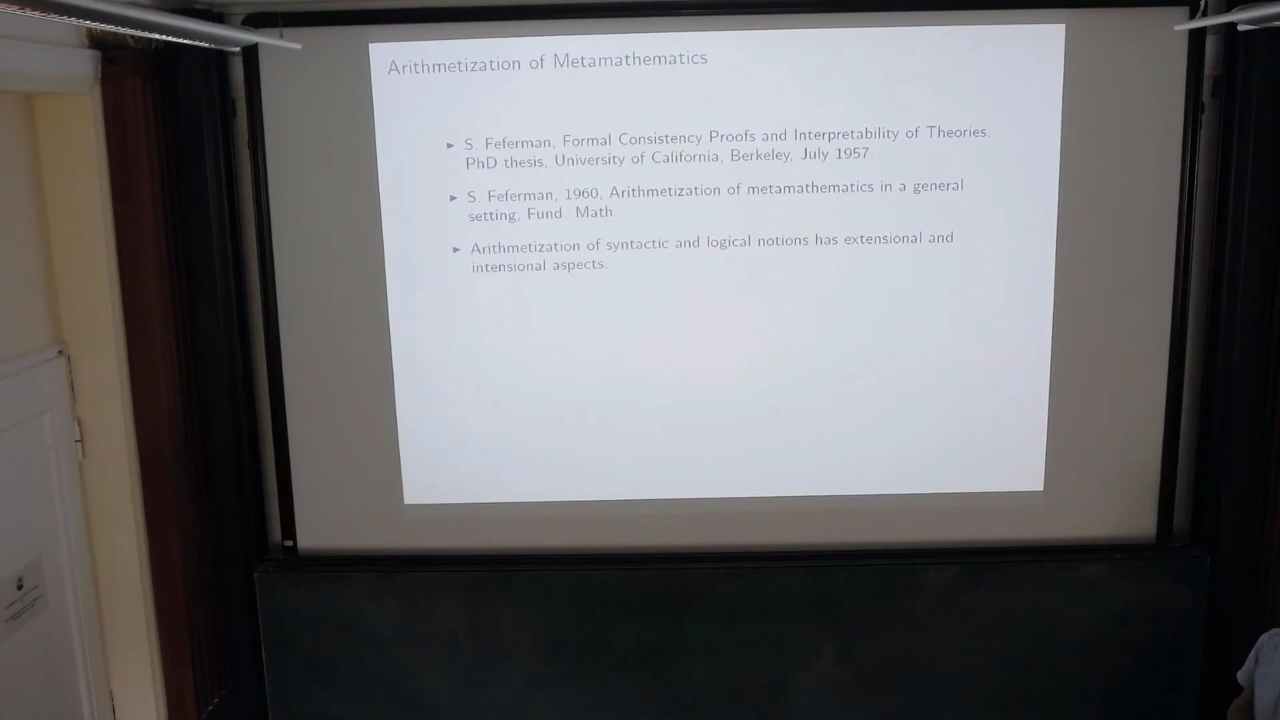 Arithmetization of Metamathematics
► S. Feferman, Formal Consistency Proofs and Interpretability of Theories.
PhD thesis, University of California, Berkeley, July 1957.
► S. Feferman, 1960, Arithmetization of metamathematics in a general
setting, Fund. Math.
► Arithmetization of syntactic and logical notions has extensional and
intensional aspects.